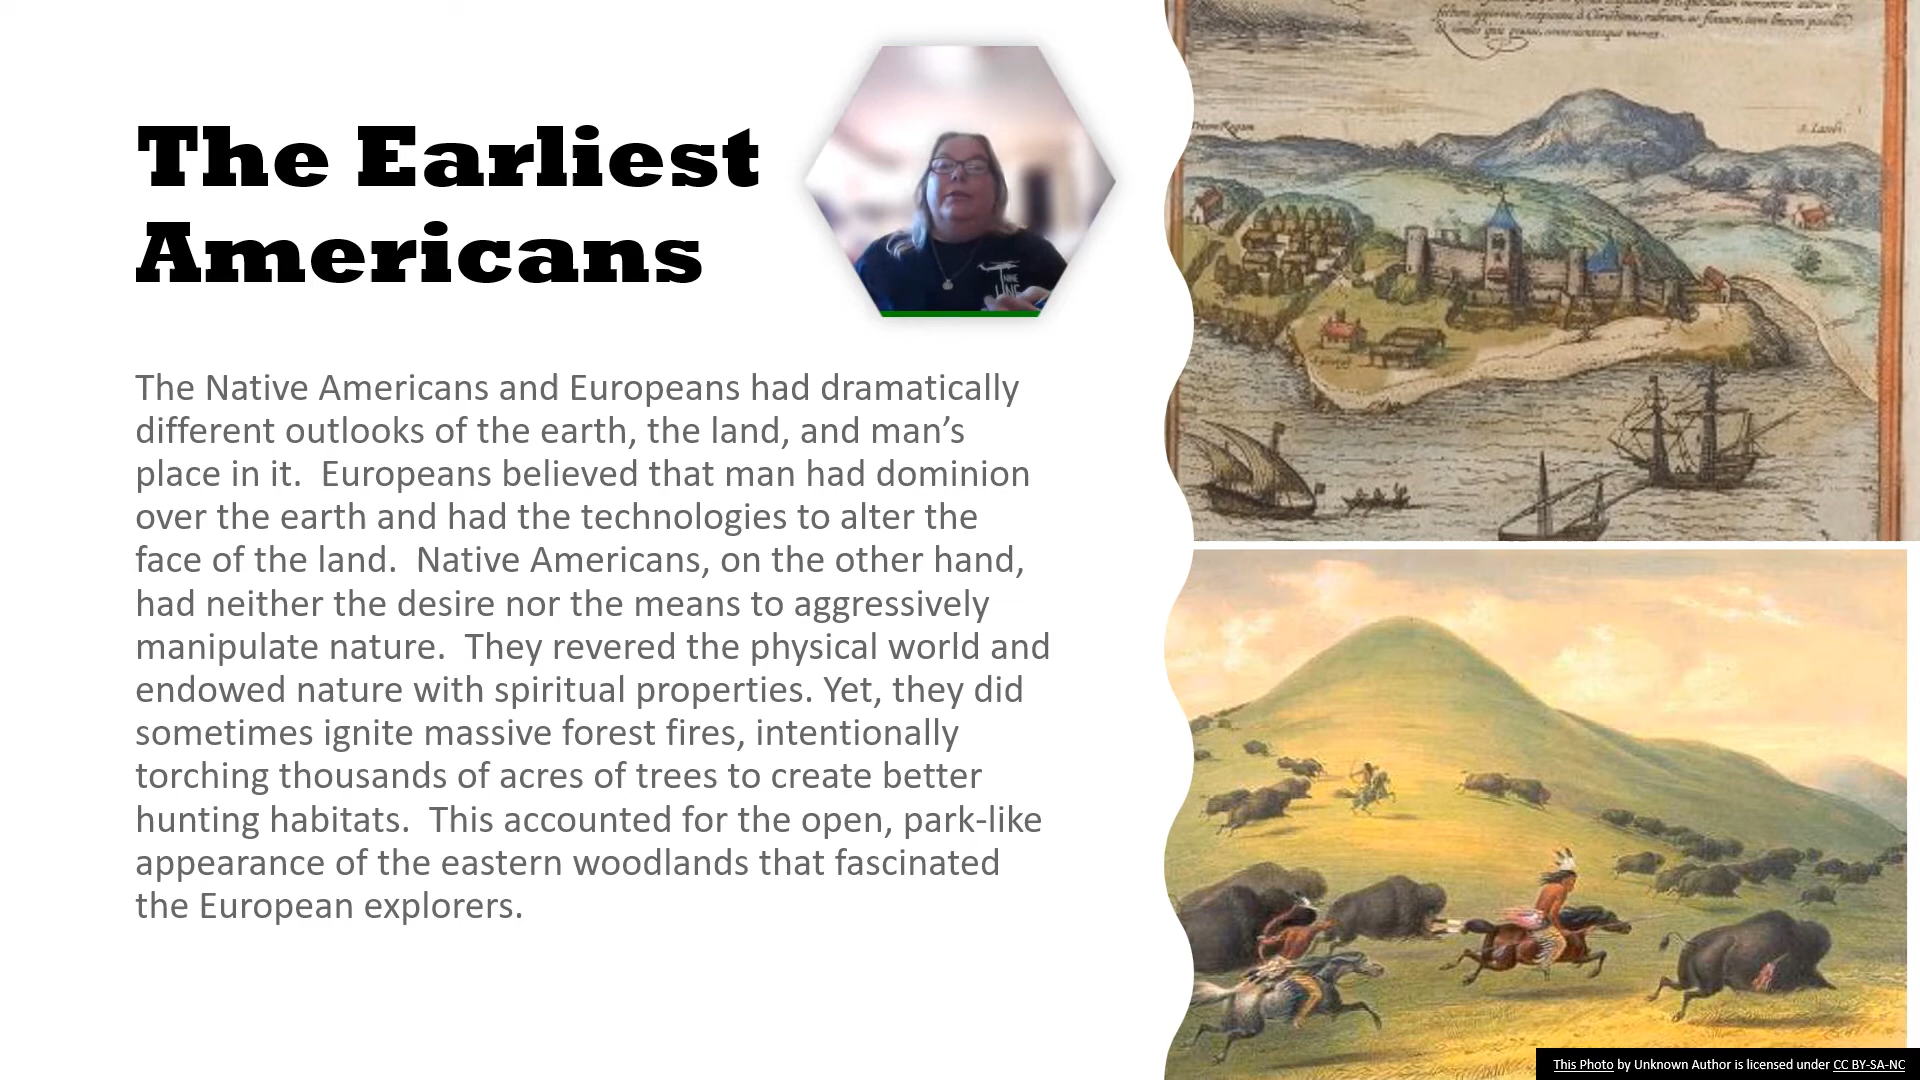 The Earliest
Americans
NINE
LINE
The Native Americans and Europeans had dramatically
different outlooks of the earth, the land, and man’s
place in it.  Europeans believed that man had dominion
over the earth and had the technologies to alter the
face of the land.  Native Americans, on the other hand,
had neither the desire nor the means to aggressively
manipulate nature.  They revered the physical world and
endowed nature with spiritual properties. Yet, they did
sometimes ignite massive forest fires, intentionally
torching thousands of acres of trees to create better
hunting habitats.  This accounted for the open, park-like
appearance of the eastern woodlands that fascinated
the European explorers.
This Photo by Unknown Author is licensed under CC BY-SA-NC